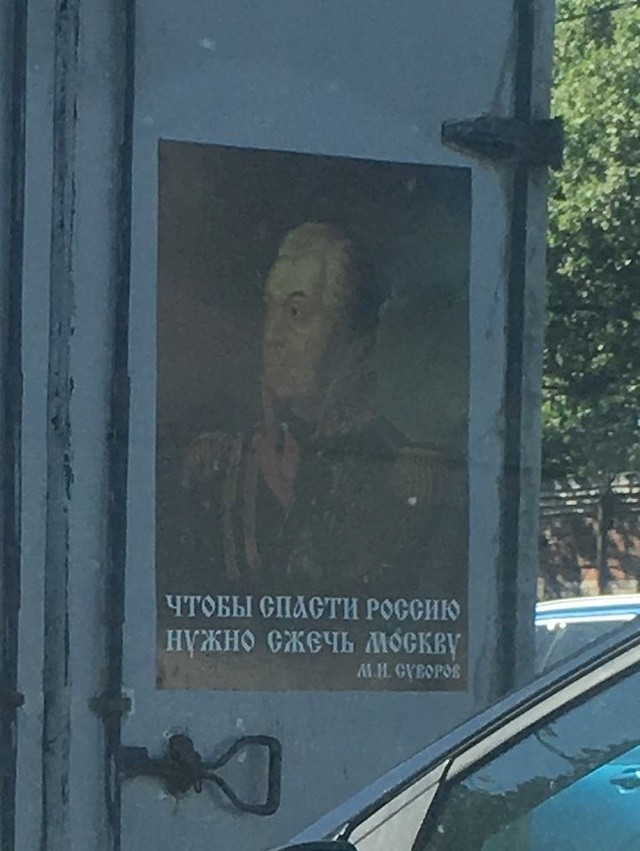 ЧТОБЫ СПАСТИ РОССИЮ
НУЖНО СЖЕЧЬ МОСКВУ
М.И. СУВОРОВ